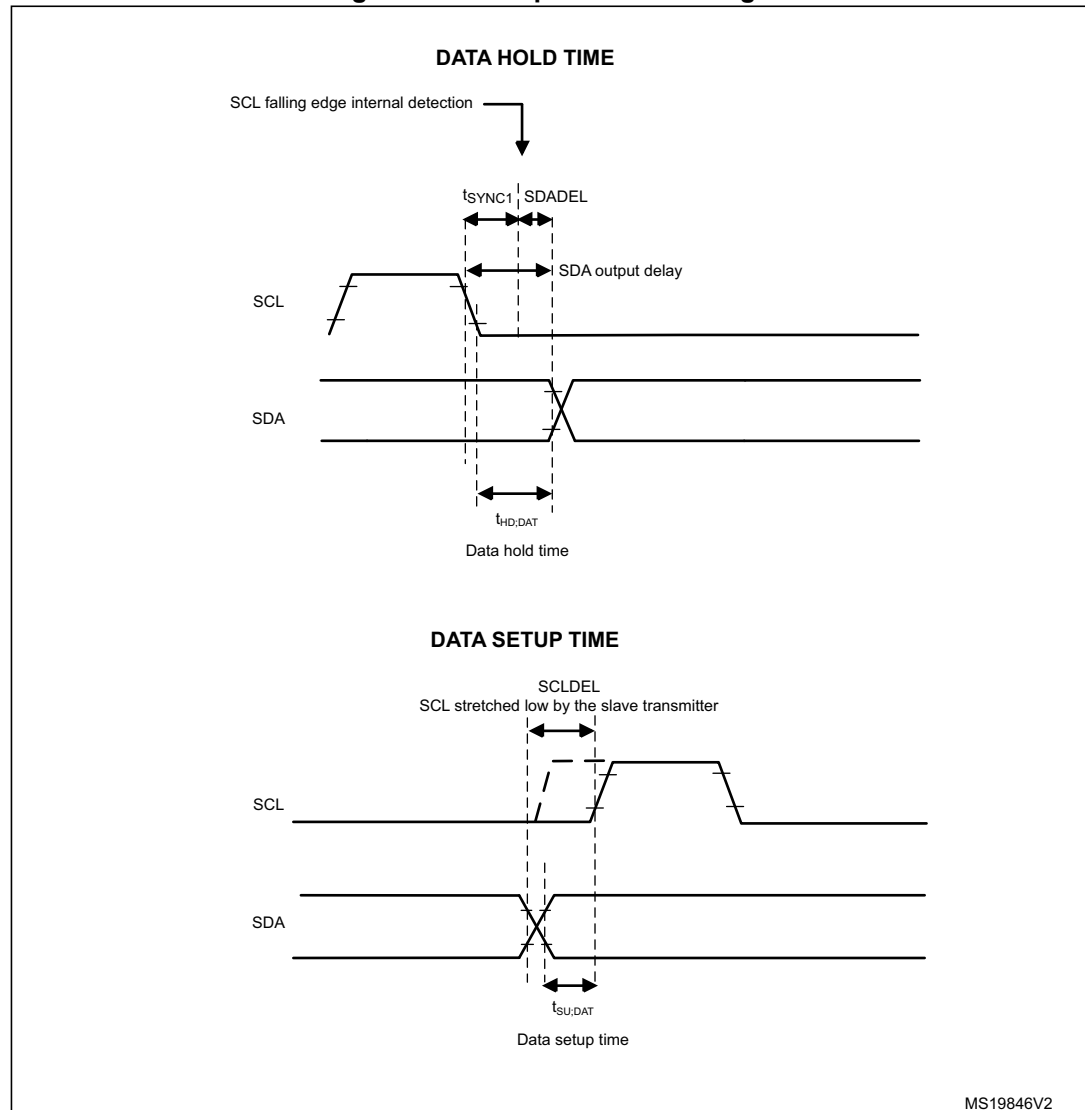 DATA HOLD TIME
SCL falling edge internal detection
tSYNC1 SDADEL
SDA output delay
SCL
SDA
tHD;DAT
Data hold time
DATA SETUP TIME
SCLDEL
SCL stretched low by the slave transmitter
SCL
SDA
tSU;DAT
Data setup time
MS19846V2